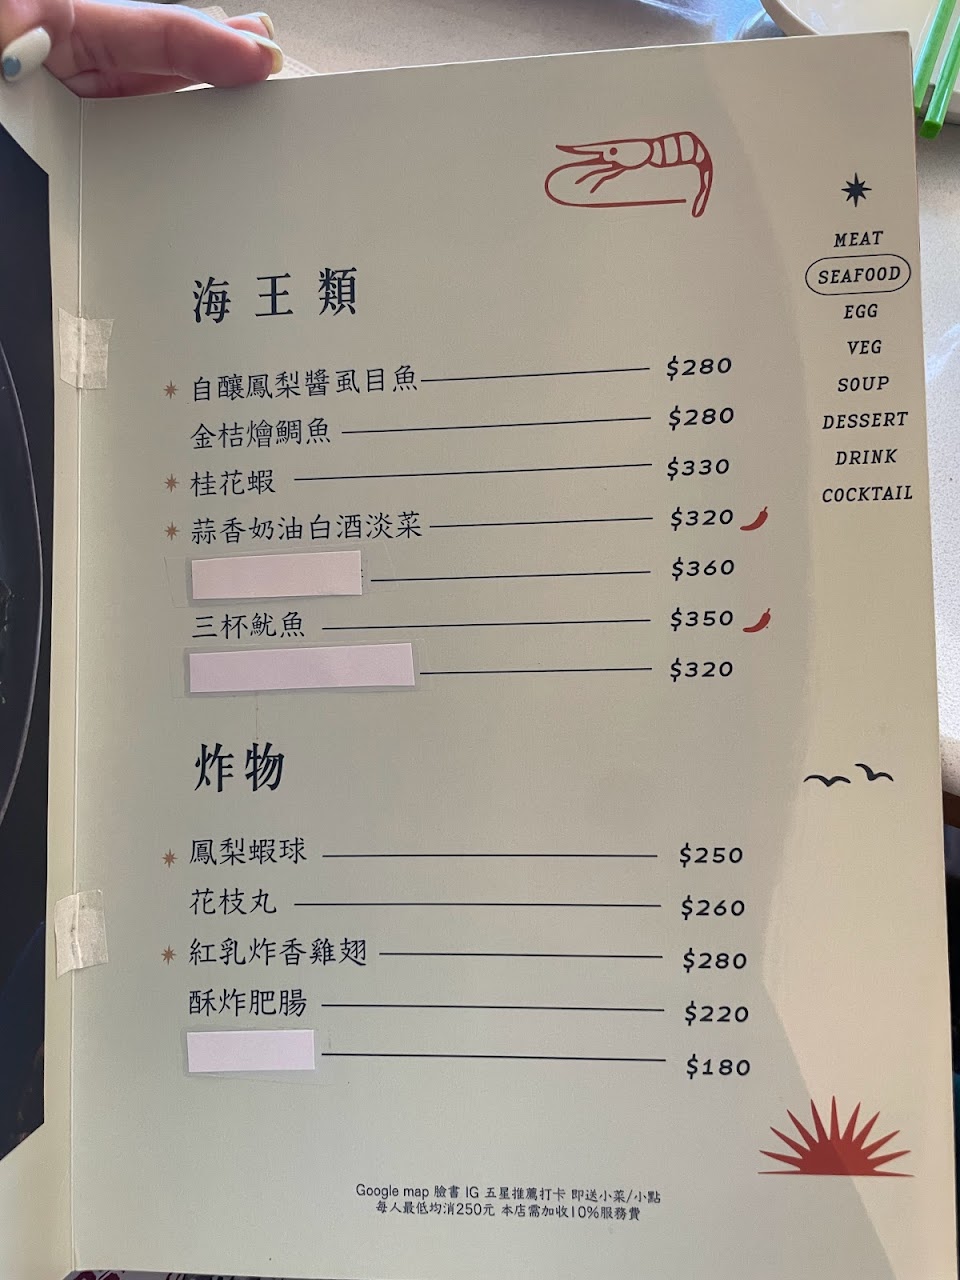 海王類
自釀鳳梨醬虱目魚 $280
金桔燴鯛魚 $280
桂花蝦 $330
蒜香奶油白酒淡菜 $320
$360
三杯魷魚 $350
$320
炸物
鳳梨蝦球 $250
花枝丸 $260
紅乳炸香雞翅 $280
酥炸肥腸 $220
$180
Google map 臉書 IG 五星推薦打卡 即送小菜/小點
每人最低均消250元 本店需加收10%服務費
MEAT
SEAFOOD
EGG
VEG
SOUP
DESSERT
DRINK
COCKTAIL